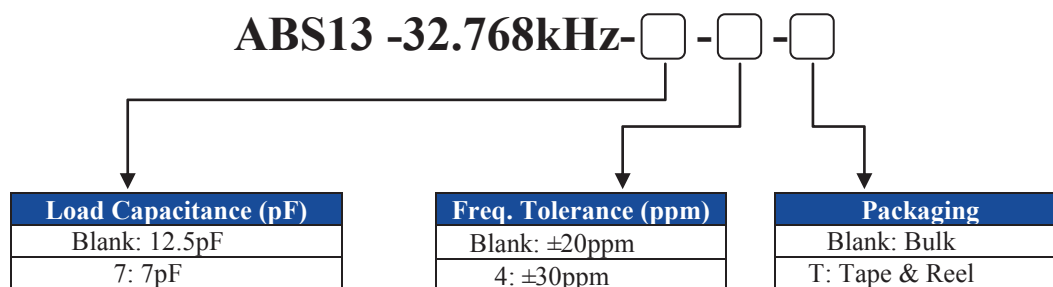 ABS13 -32.768kHz- - -
Load Capacitance (pF)
Blank: 12.5pF
7: 7pF
Freq. Tolerance (ppm)
Blank: ±20ppm
4: ±30ppm
Packaging
Blank: Bulk
T: Tape & Reel